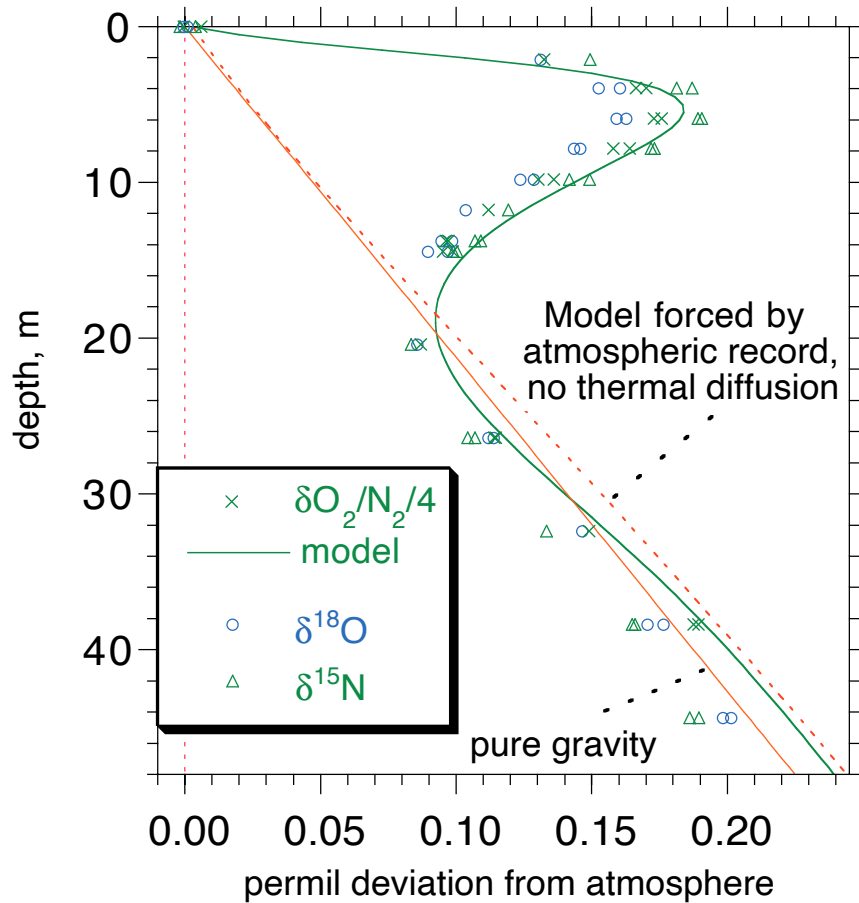 0
10
20
30
40
depth, m
Model forced by
atmospheric record,
no thermal diffusion
δO₂/N₂/4
model
δ¹⁸O
δ¹⁵N
pure gravity
0.00 0.05 0.10 0.15 0.20
permil deviation from atmosphere